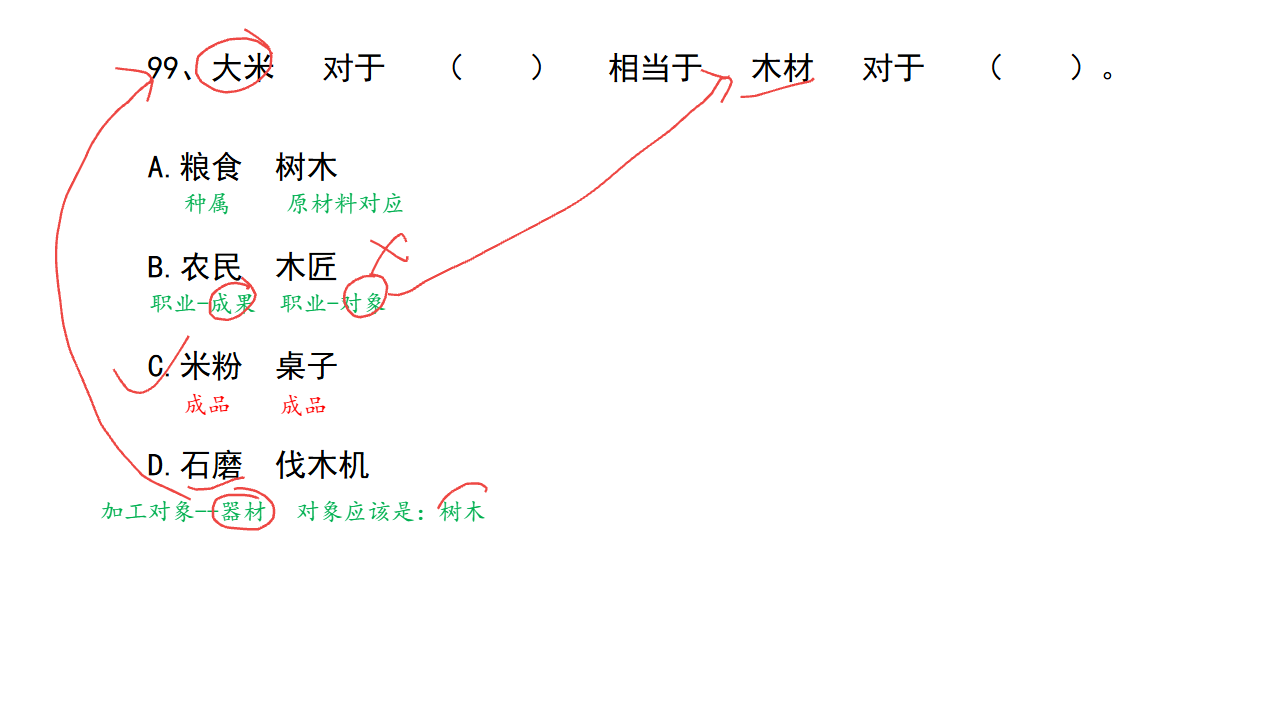 99、大米 对于 （ ） 相当于 木材 对于 （ ）。
A.粮食 树木
种属 原材料对应
B.农民 木匠
职业-成果 职业-对象
C.米粉 桌子
成品 成品
D.石磨 伐木机
加工对象--器材 对象应该是：树木